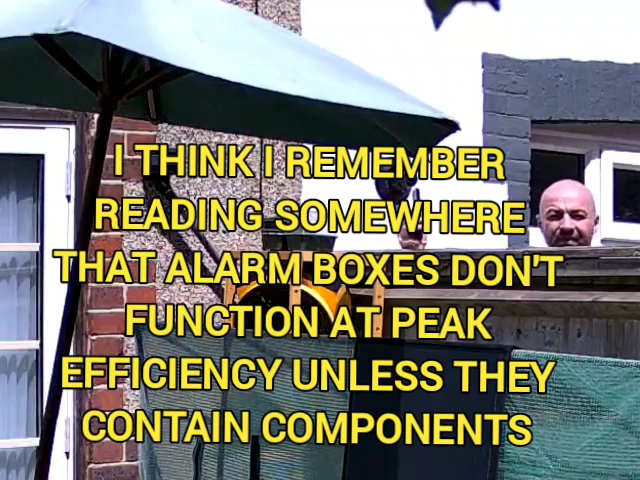 I THINK I REMEMBER
READING SOMEWHERE
THAT ALARM BOXES DON'T
FUNCTION AT PEAK
EFFICIENCY UNLESS THEY
CONTAIN COMPONENTS